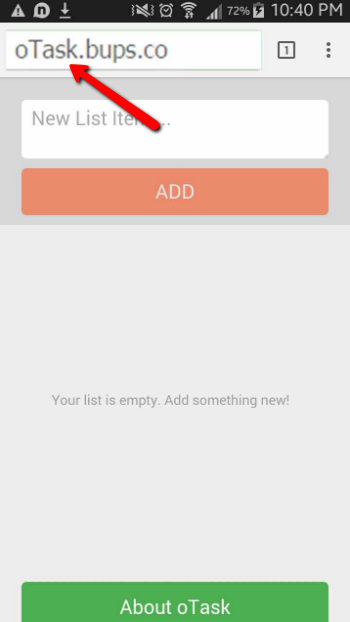 72% 10:40 PM
oTask.bups.co 1
New List Item...
ADD
Your list is empty. Add something new!
About oTask